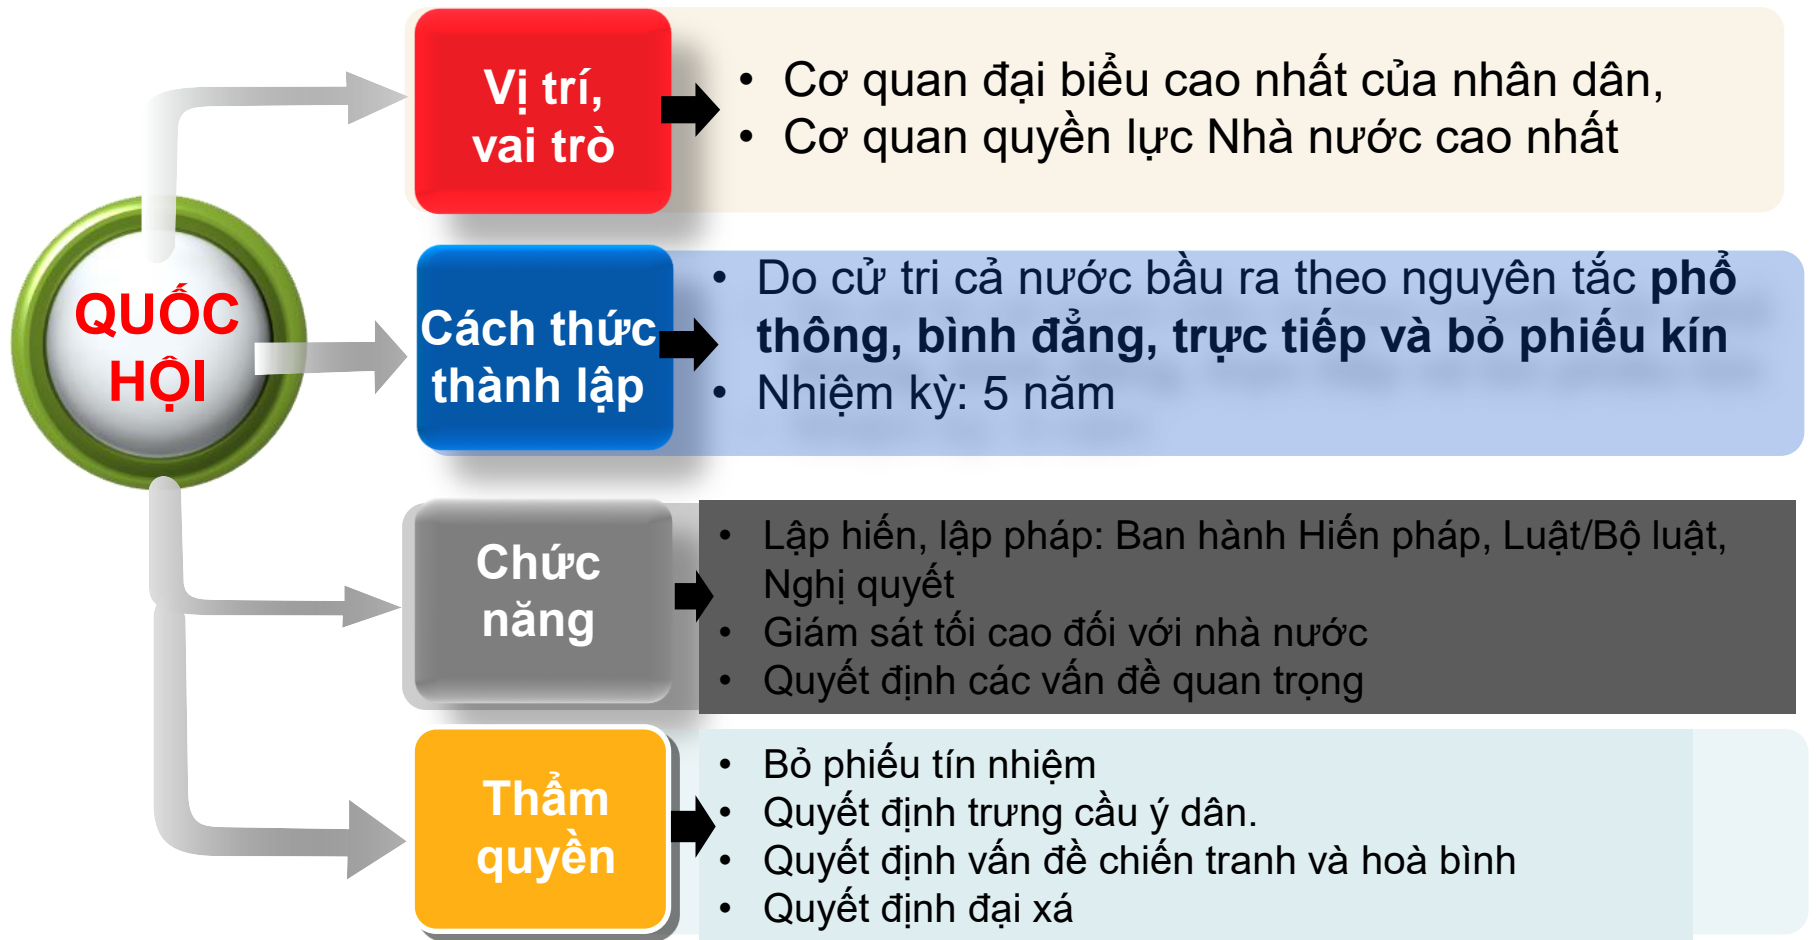 QUỐC
HỘI
Vị trí,
vai trò
• Cơ quan đại biểu cao nhất của nhân dân,
• Cơ quan quyền lực Nhà nước cao nhất
Cách thức
thành lập
• Do cử tri cả nước bầu ra theo nguyên tắc phổ
thông, bình đẳng, trực tiếp và bỏ phiếu kín
• Nhiệm kỳ: 5 năm
Chức
năng
• Lập hiến, lập pháp: Ban hành Hiến pháp, Luật/Bộ luật,
Nghị quyết
• Giám sát tối cao đối với nhà nước
• Quyết định các vấn đề quan trọng
Thẩm
quyền
• Bỏ phiếu tín nhiệm
• Quyết định trưng cầu ý dân.
• Quyết định vấn đề chiến tranh và hoà bình
• Quyết định đại xá